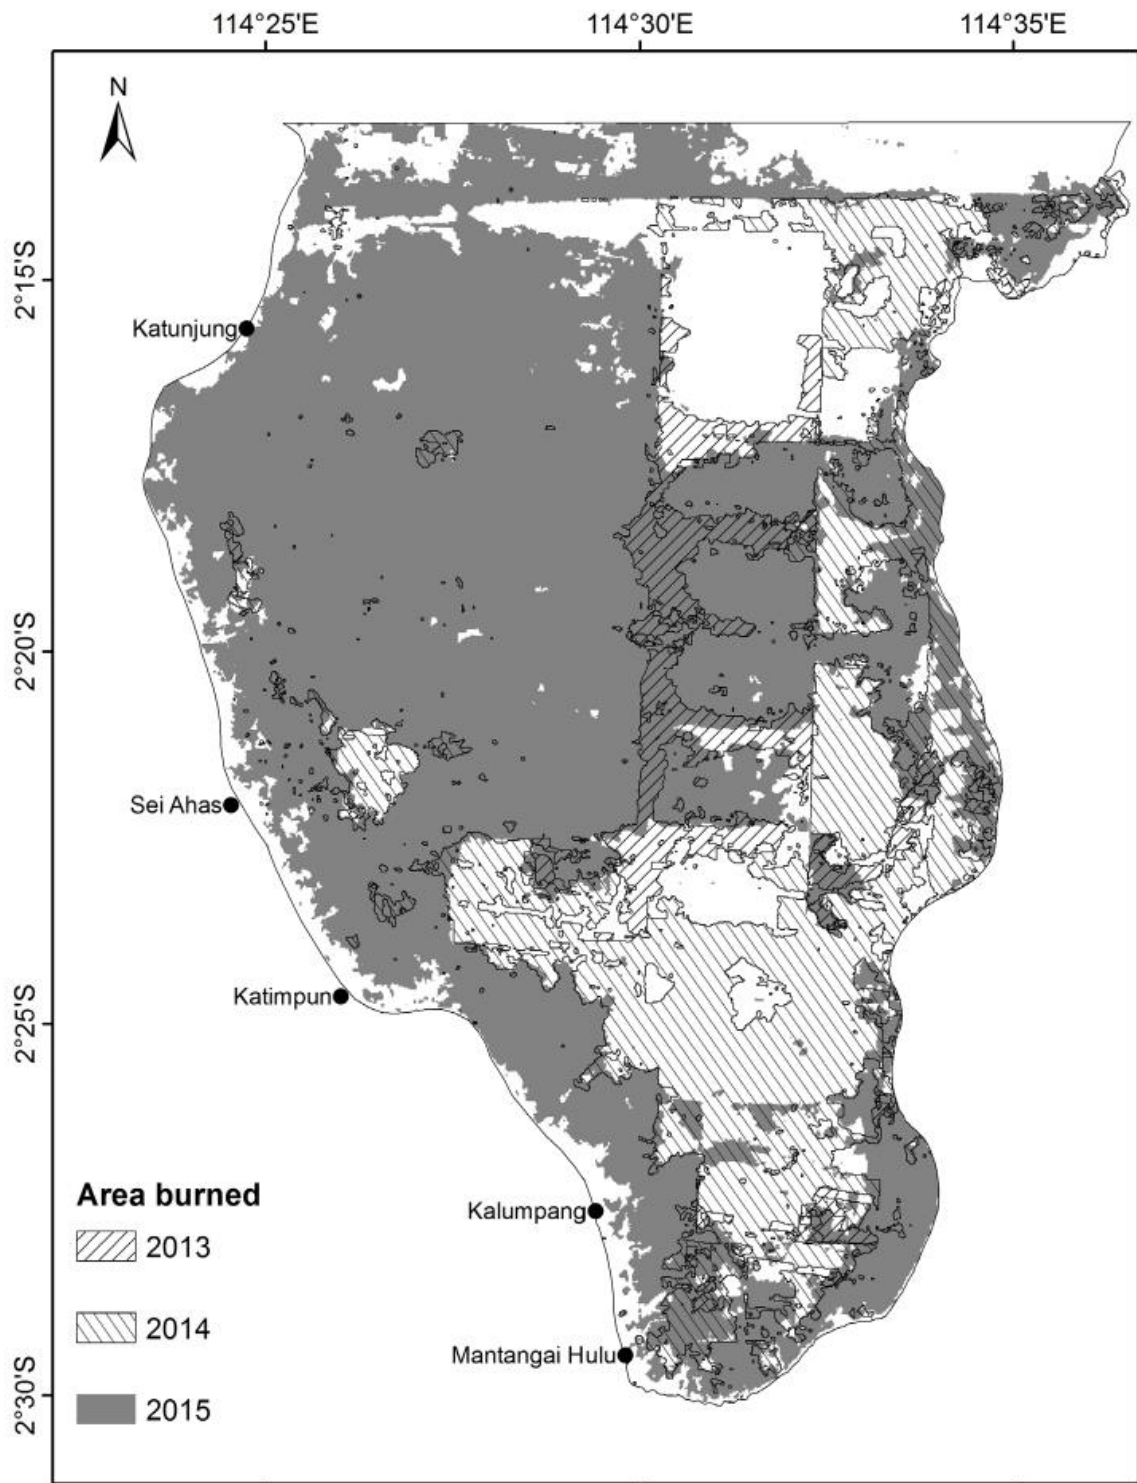 114°25'E 114°30'E 114°35'E
N
2°15'S
Katunjung
2°20'S
Sei Ahas
Katimpun
2°25'S
Area burned
Kalumpang
2013
2014
Mantangai Hulu
2°30'S
2015